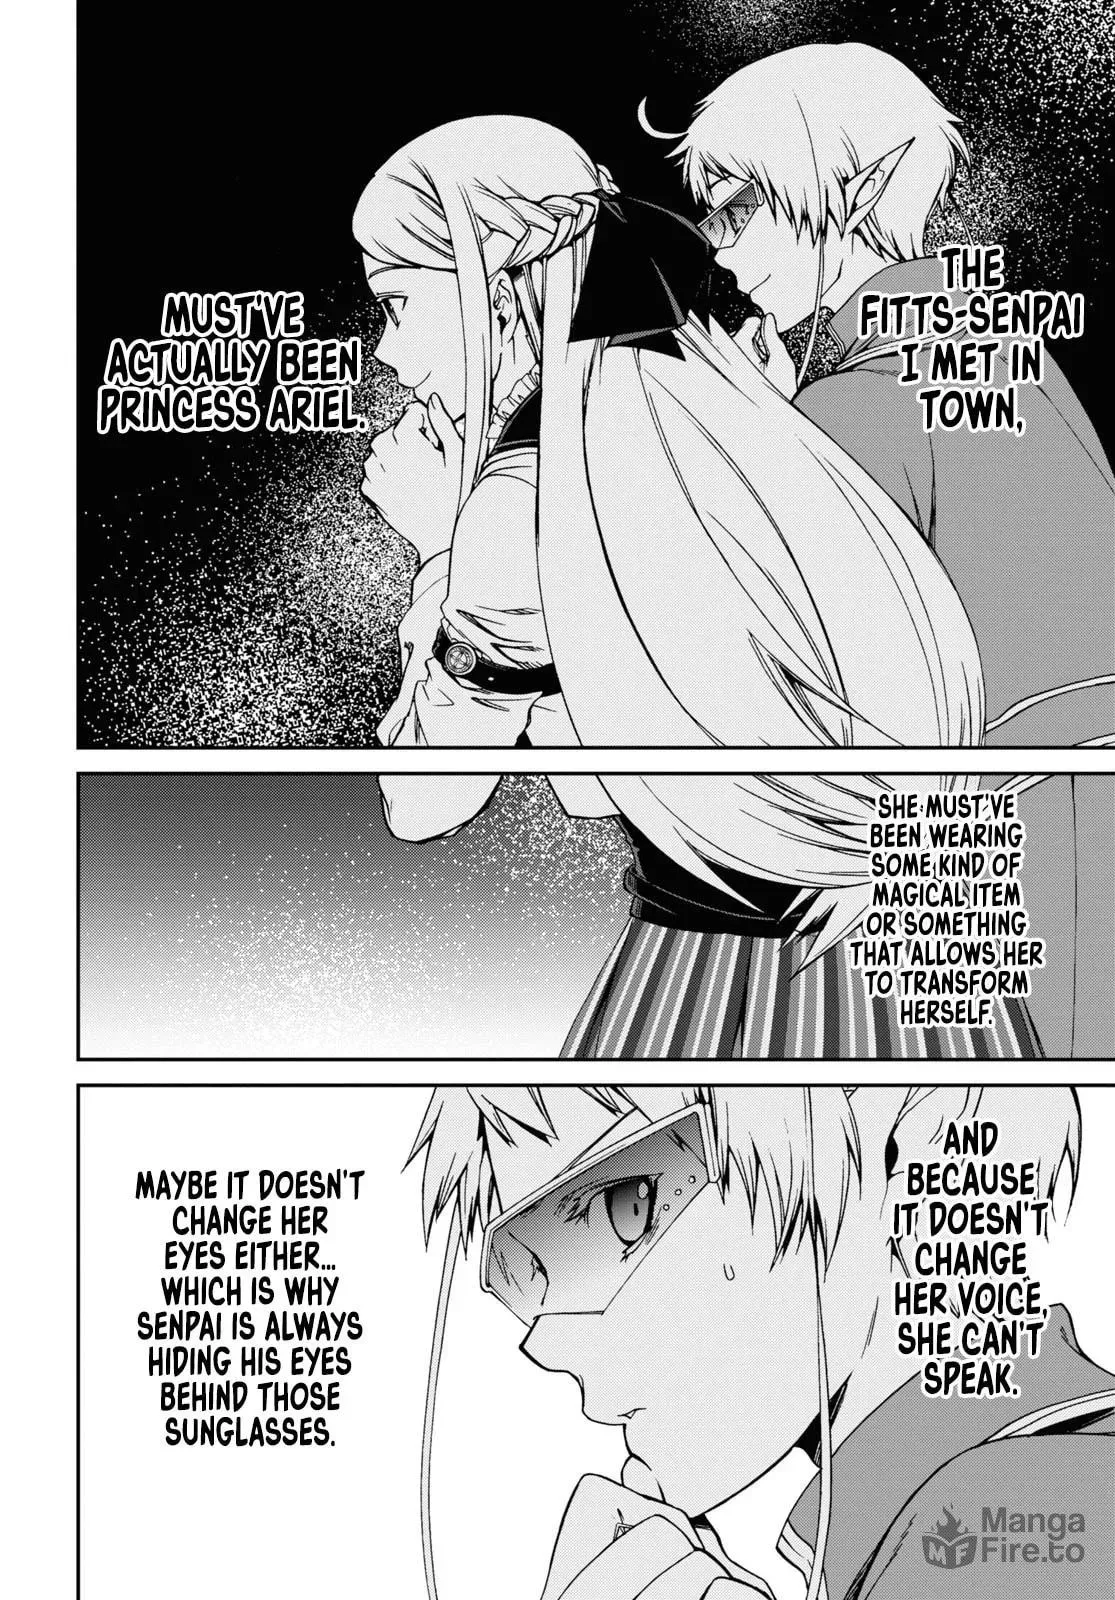 THE
FITTS-SENPAI
I MET IN
TOWN,
MUST'VE
ACTUALLY BEEN
PRINCESS ARIEL.
SHE MUST'VE
BEEN WEARING
SOME KIND OF
MAGICAL ITEM
OR SOMETHING
THAT ALLOWS HER
TO TRANSFORM
HERSELF.
AND
BECAUSE
IT DOESN'T
CHANGE
HER VOICE,
SHE CAN'T
SPEAK.
MAYBE IT DOESN'T
CHANGE HER
EYES EITHER...
WHICH IS WHY
SENPAI IS ALWAYS
HIDING HIS EYES
BEHIND THOSE
SUNGLASSES.
Manga
MF Fire.to